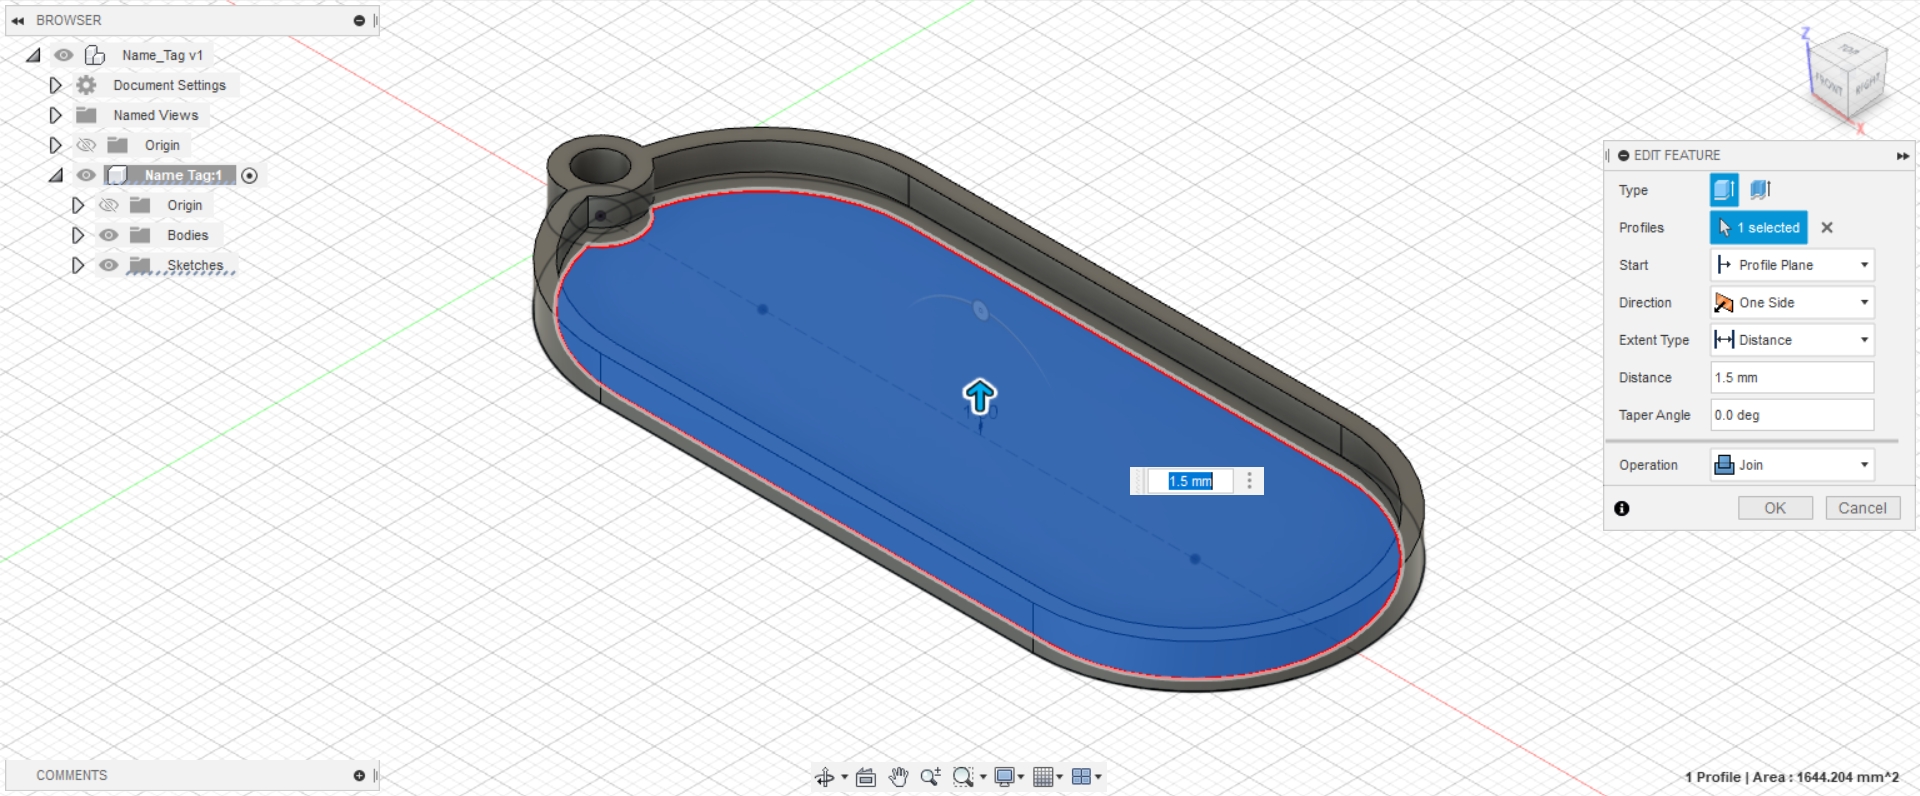 BROWSER
Name_Tag v1
Document Settings
Named Views
Origin
Name Tag:1
Origin
Bodies
Sketches
COMMENTS
1.5 mm
Z
TOP
FRONT
RIGHT
X
EDIT FEATURE
Type
Profiles
1 selected
Start
Profile Plane
Direction
One Side
Extent Type
Distance
Distance
1.5 mm
Taper Angle
0.0 deg
Operation
Join
OK
Cancel
1 Profile | Area : 1644.204 mm^2